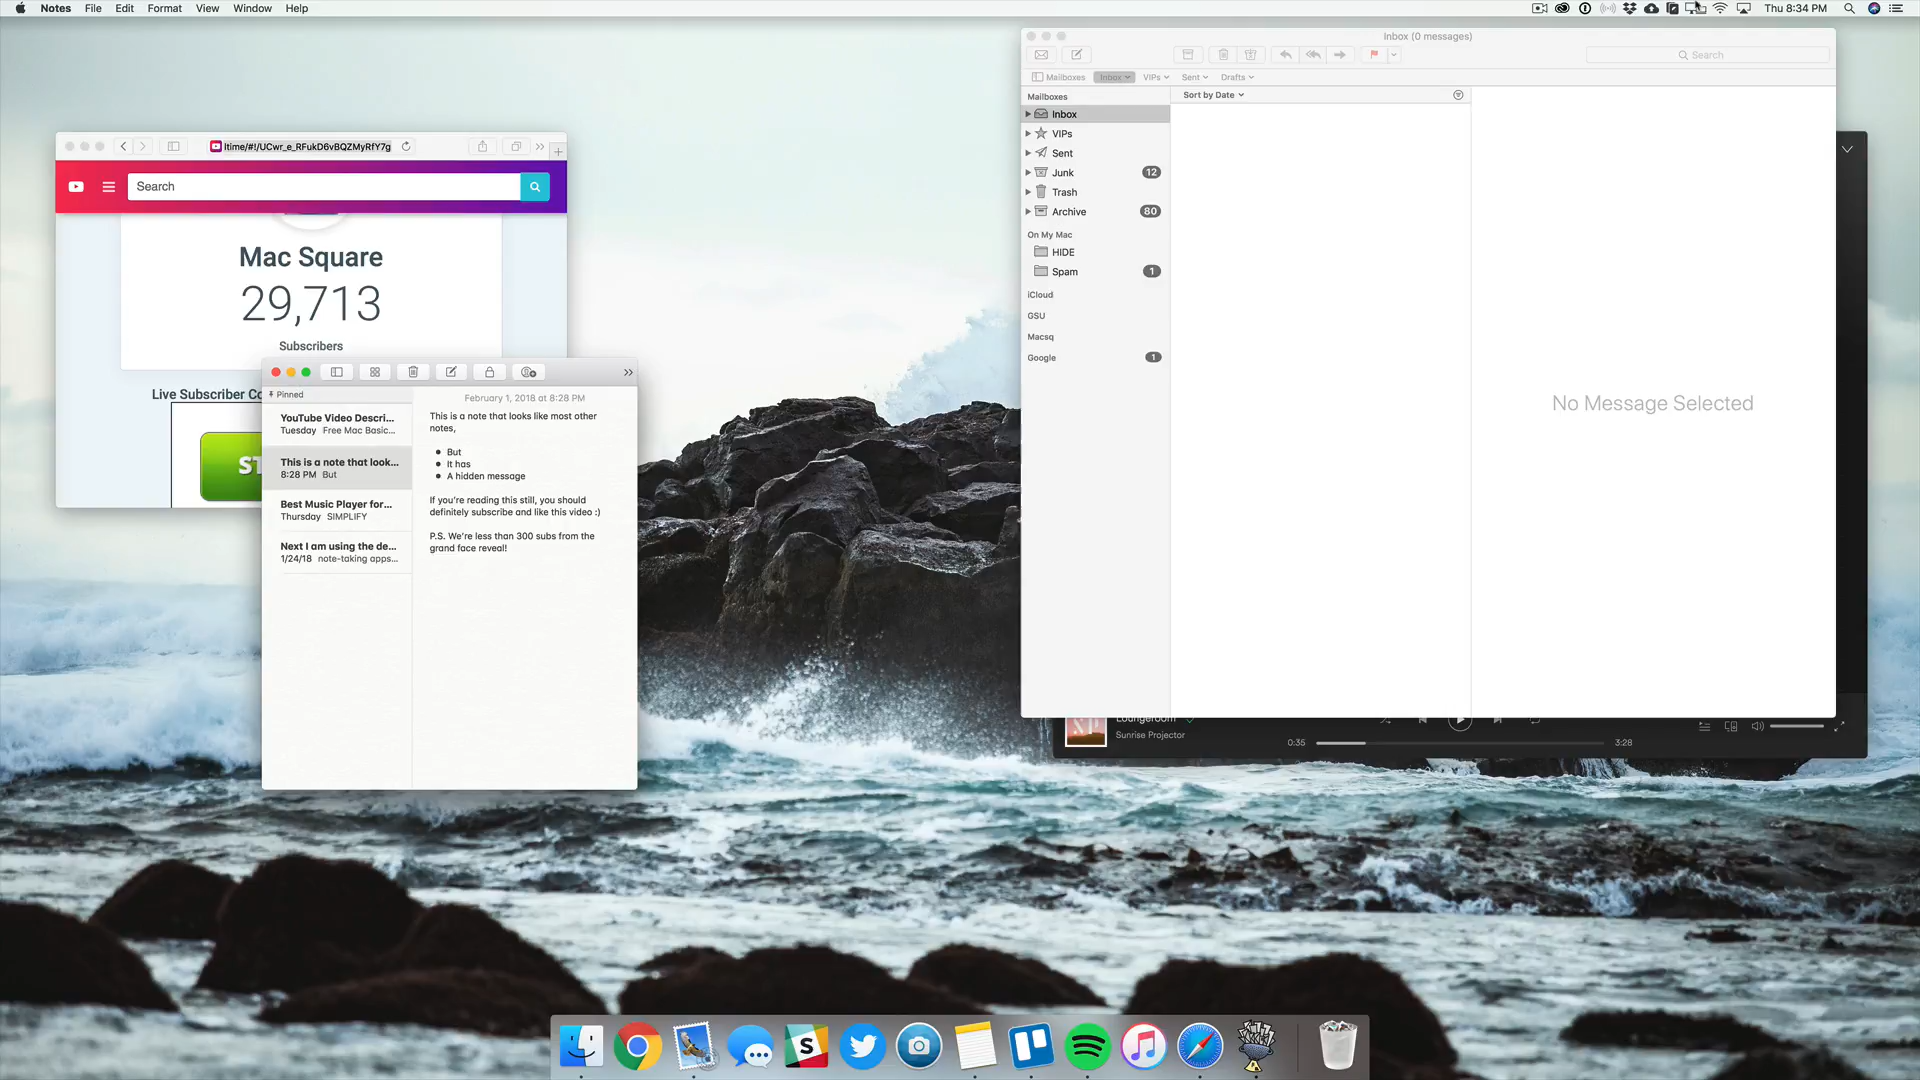 Notes File Edit Format View Window Help
Thu 8:34 PM
Inbox (0 messages)
Search
Mailboxes Inbox VIPs Sent Drafts
Mailboxes
Sort by Date
Inbox
VIPs
Sent
Junk 12
Trash
Archive 80
On My Mac
HIDE
Spam 1
iCloud
GSU
Macsq
Google 1
No Message Selected
ltime/#!/UCwr_e_RFukD6vBQZMyRfY7g
Search
Mac Square
29,713
Subscribers
Live Subscriber Co
ST
Pinned
YouTube Video Descri...
Tuesday Free Mac Basic...
This is a note that look...
8:28 PM But
Best Music Player for...
Thursday SIMPLIFY
Next I am using the de...
1/24/18 note-taking apps...
February 1, 2018 at 8:28 PM
This is a note that looks like most other
notes,
• But
• It has
• A hidden message
If you're reading this still, you should
definitely subscribe and like this video :)
P.S. We're less than 300 subs from the
grand face reveal!
Loungeroom
Sunrise Projector
0:35 3:28
S